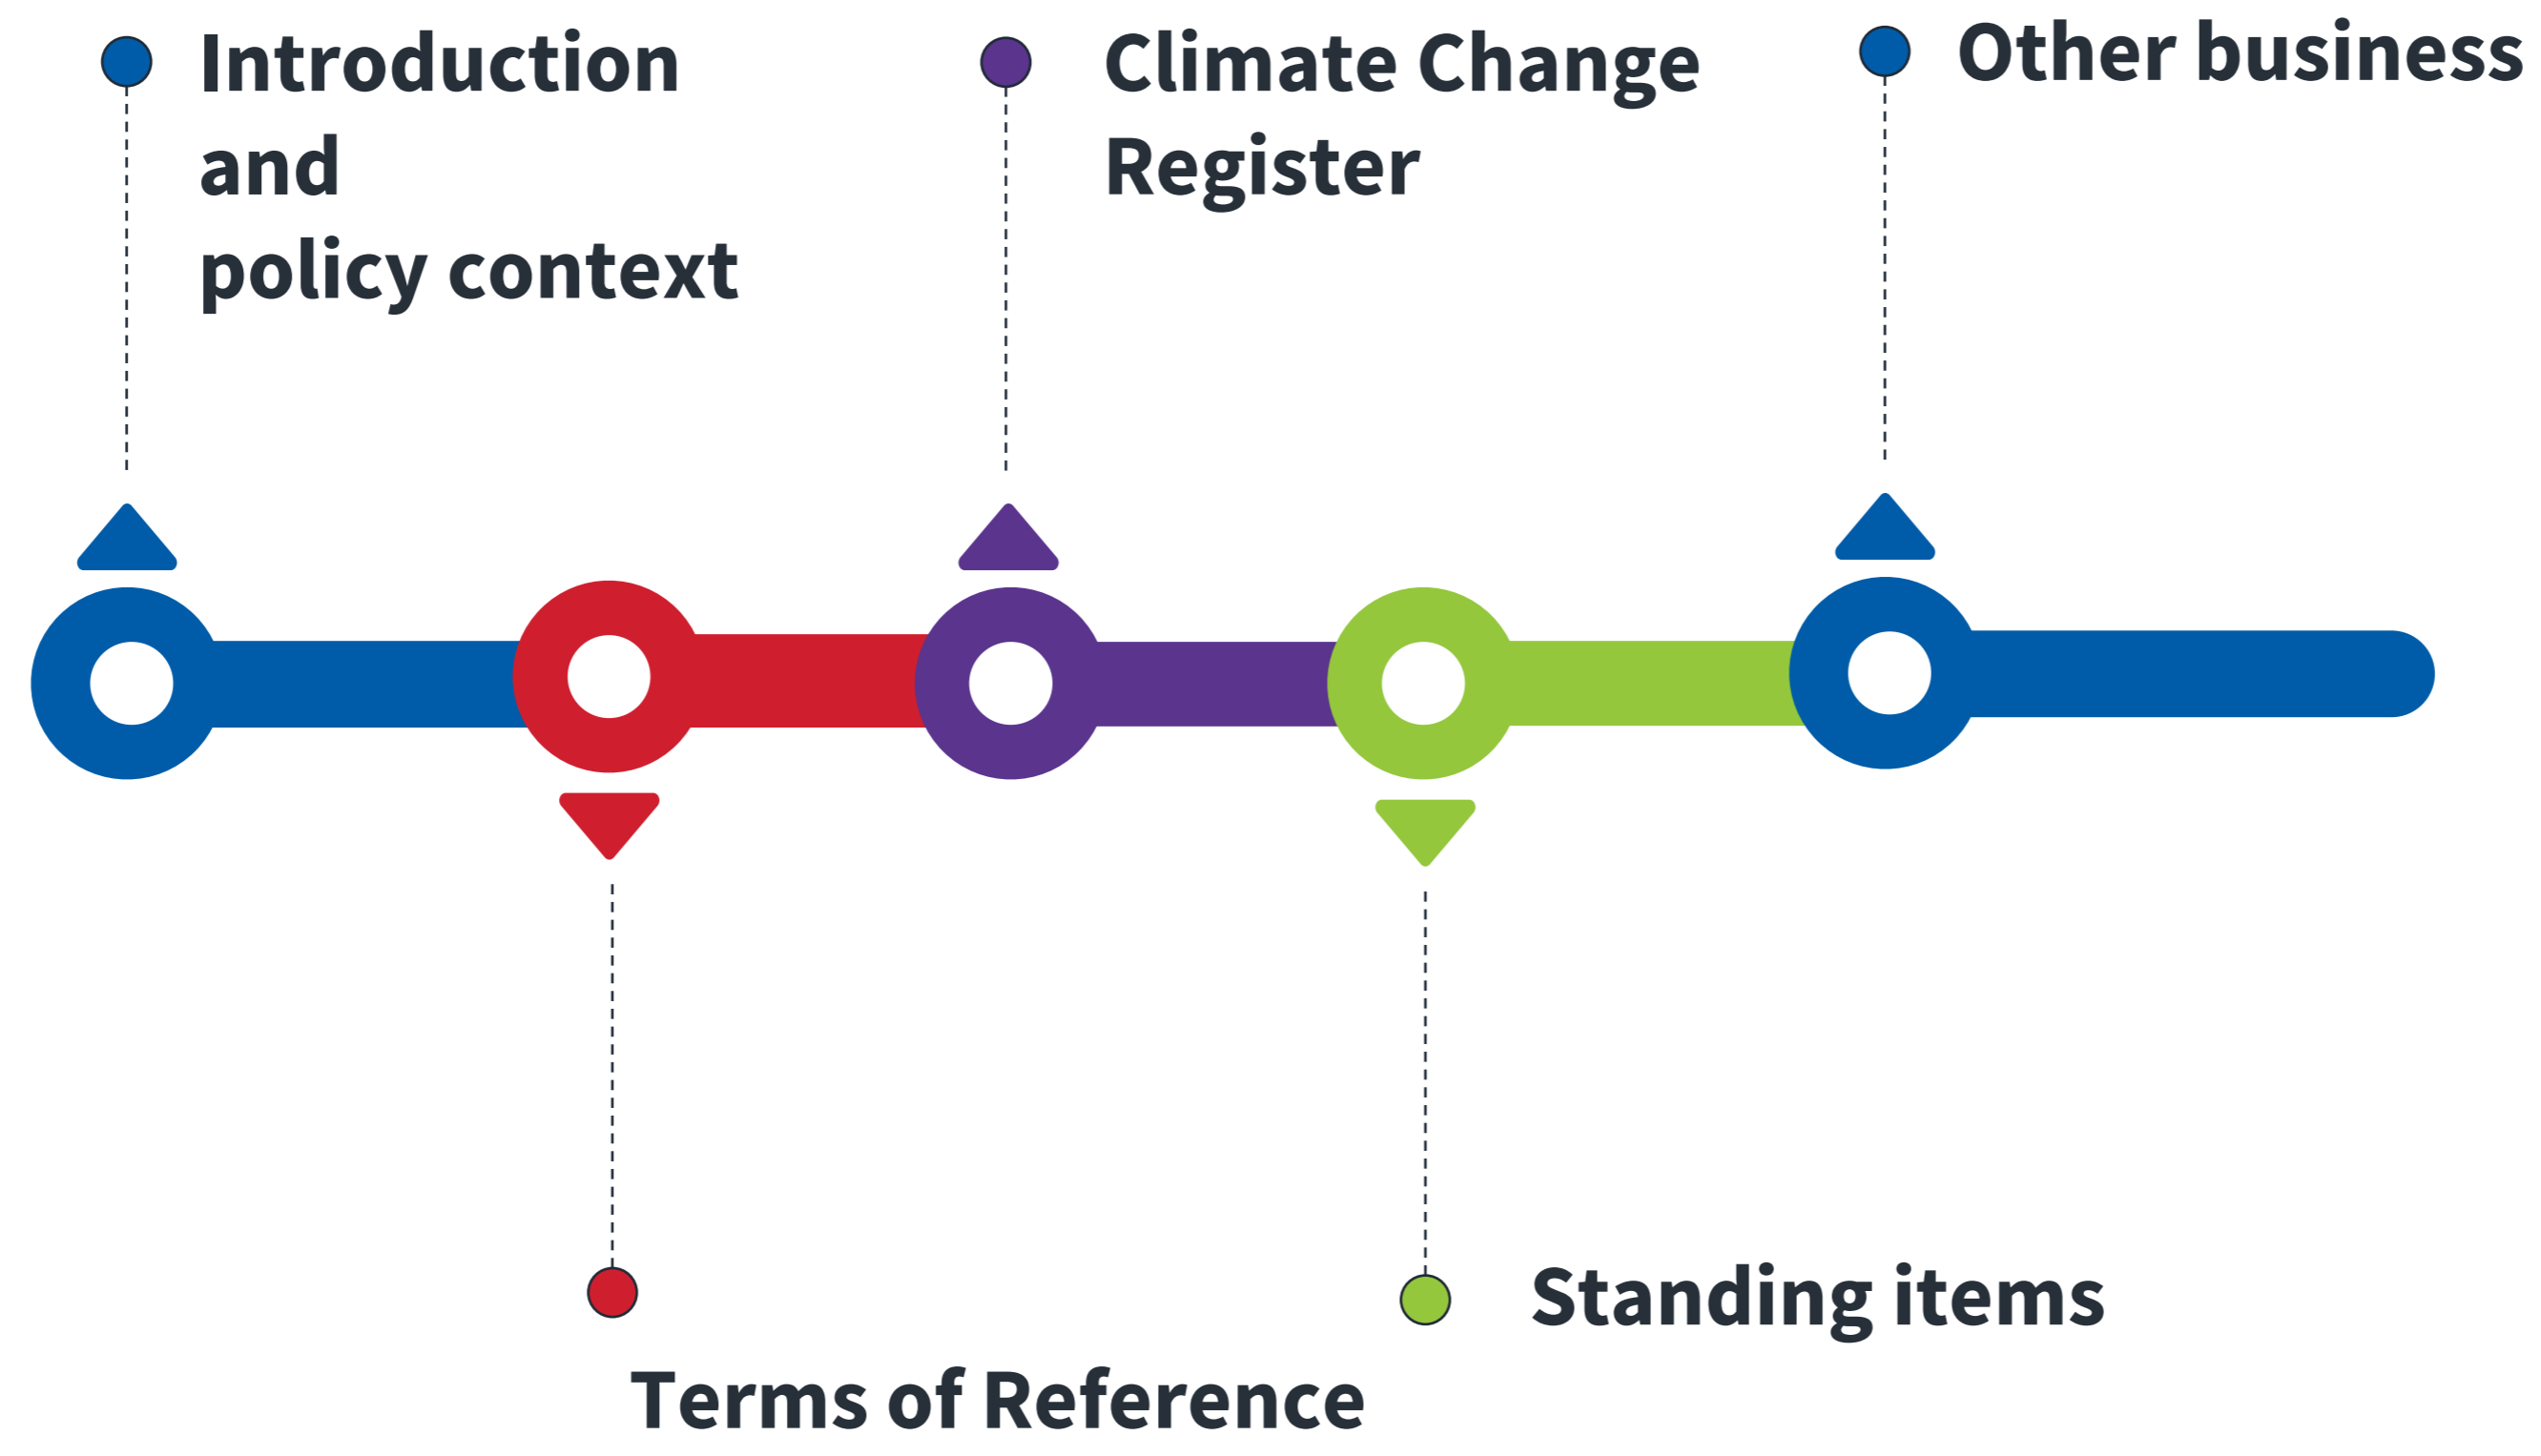 Introduction
and
policy context
Climate Change
Register
Other business
Standing items
Terms of Reference